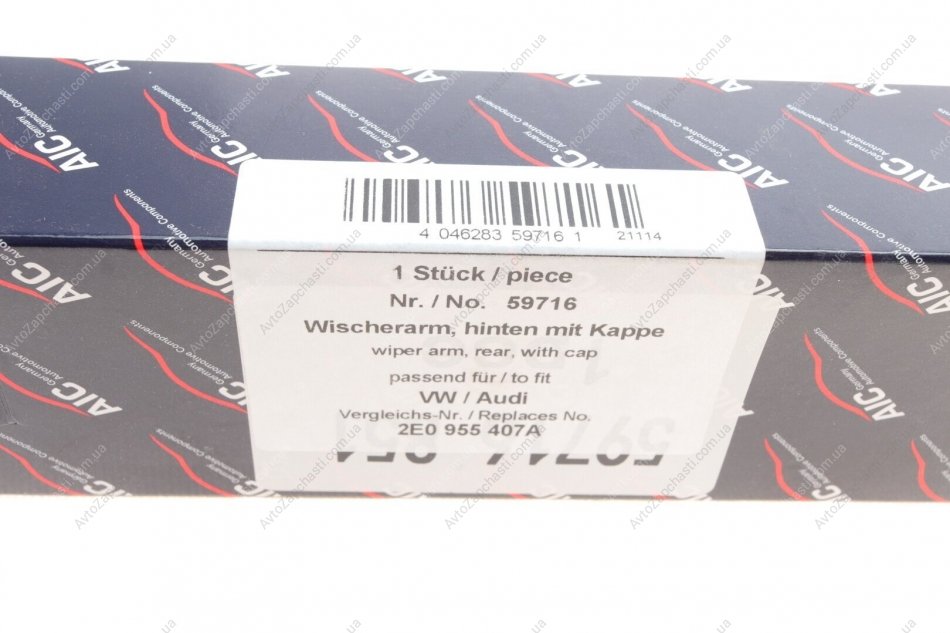 4 046283 59716 1 21114
1 Stück / piece
Nr. / No. 59716
Wischerarm, hinten mit Kappe
wiper arm, rear, with cap
passend für / to fit
VW / Audi
Vergleichs-Nr. / Replaces No.
2E0 955 407A
AIC Germany
Automotive Components
AvtoZapchasti.com.ua